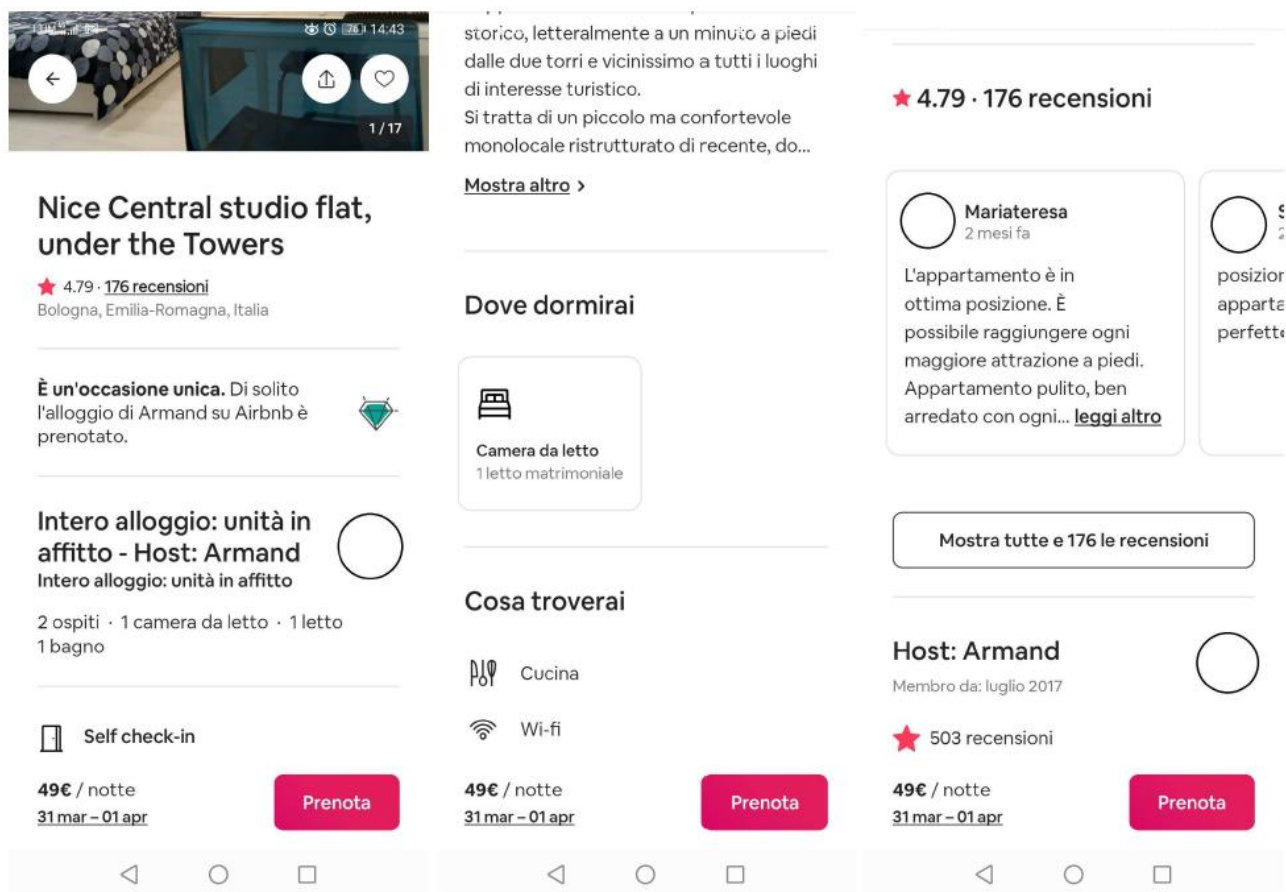 14:43
1 / 17
Nice Central studio flat,
under the Towers
4.79 · 176 recensioni
Bologna, Emilia-Romagna, Italia
È un'occasione unica. Di solito
l'alloggio di Armand su Airbnb è
prenotato.
Intero alloggio: unità in
affitto - Host: Armand
Intero alloggio: unità in affitto
2 ospiti · 1 camera da letto · 1 letto
1 bagno
Self check-in
49€ / notte
31 mar – 01 apr
Prenota
storico, letteralmente a un minuto a piedi
dalle due torri e vicinissimo a tutti i luoghi
di interesse turistico.
Si tratta di un piccolo ma confortevole
monolocale ristrutturato di recente, do...
Mostra altro >
Dove dormirai
Camera da letto
1 letto matrimoniale
Cosa troverai
Cucina
Wi-fi
49€ / notte
31 mar – 01 apr
Prenota
4.79 · 176 recensioni
Mariateresa
2 mesi fa
L'appartamento è in
ottima posizione. È
possibile raggiungere ogni
maggiore attrazione a piedi.
Appartamento pulito, ben
arredato con ogni... leggi altro
Mostra tutte e 176 le recensioni
Host: Armand
Membro da: luglio 2017
503 recensioni
49€ / notte
31 mar – 01 apr
Prenota